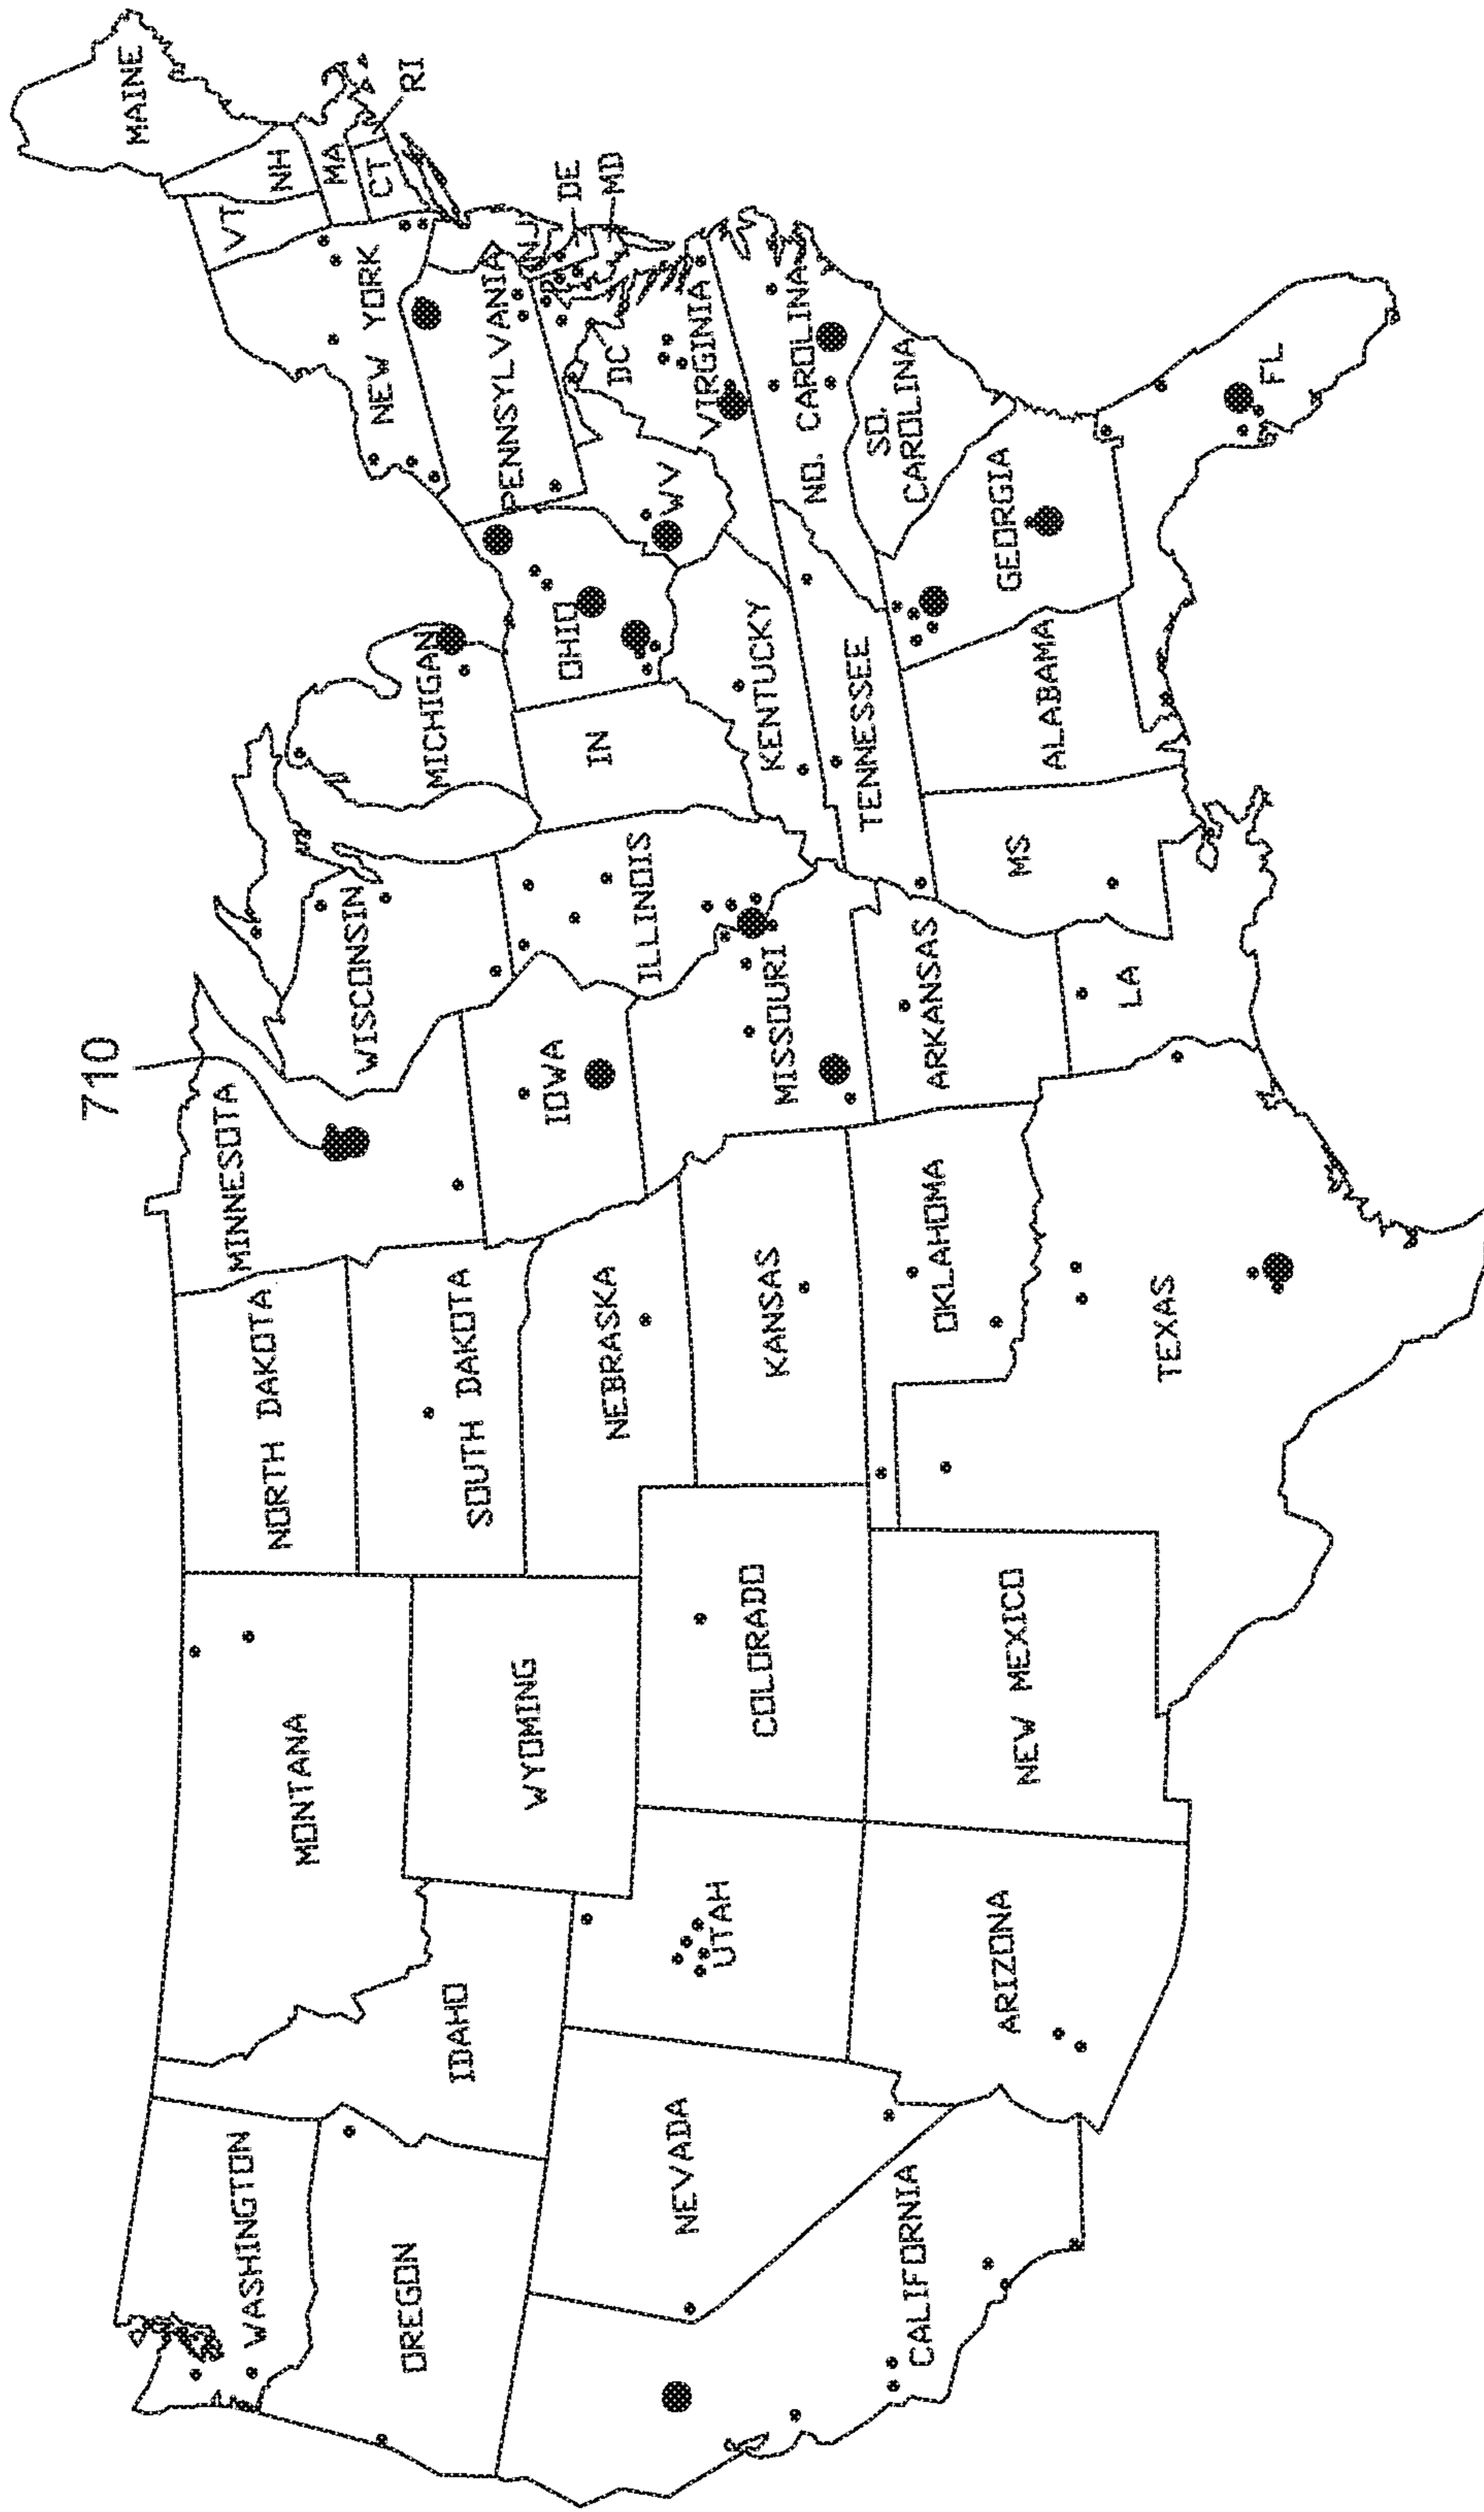 710
WASHINGTON
OREGON
CALIFORNIA
NEVADA
IDAHO
MONTANA
WYOMING
UTAH
ARIZONA
COLORADO
NEW MEXICO
NORTH DAKOTA
SOUTH DAKOTA
NEBRASKA
KANSAS
OKLAHOMA
TEXAS
MINNESOTA
IOWA
MISSOURI
ARKANSAS
LA
WISCONSIN
ILLINOIS
MS
MICHIGAN
IN
KENTUCKY
TENNESSEE
ALABAMA
OHIO
WV
GEORGIA
FL
PENNSYLVANIA
VIRGINIA
NO. CAROLINA
SO.
CAROLINA
NEW YORK
DC
NJ
DE
MD
VT
NH
MA
CT
RI
MAINE